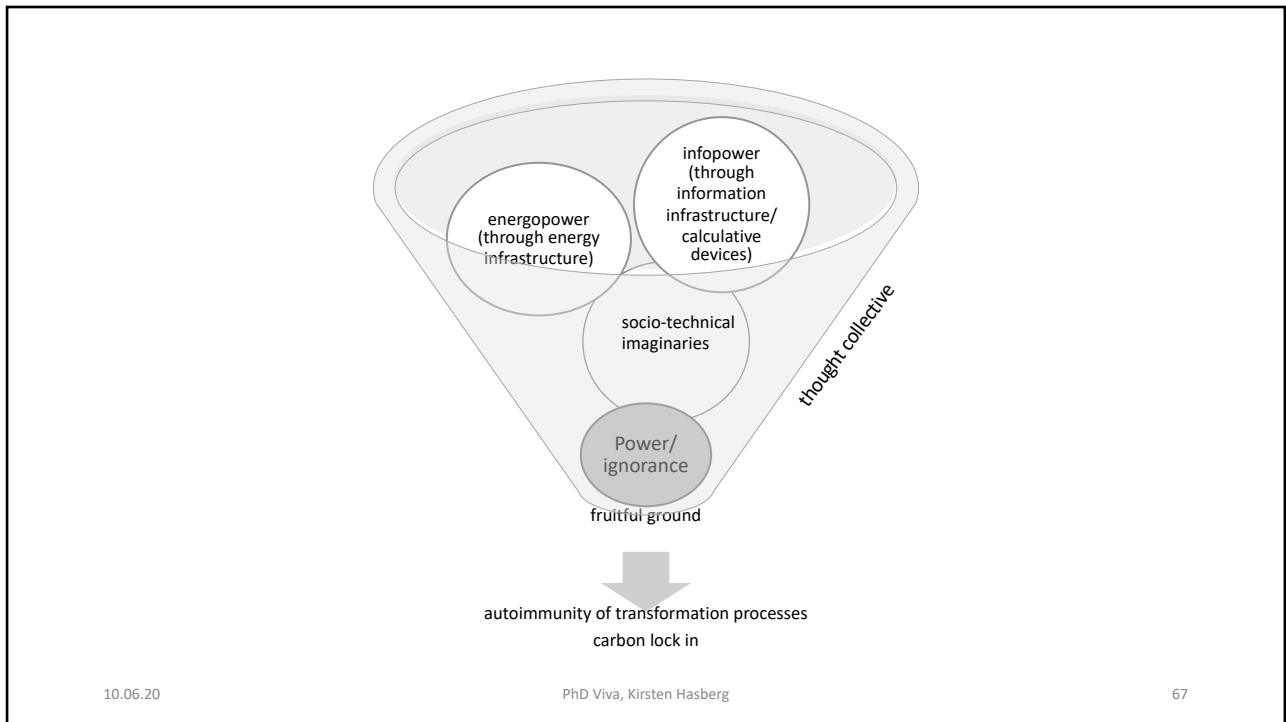 infopower
(through
information
infrastructure/
calculative
devices)
energopower
(through energy
infrastructure)
socio-technical
imaginaries
thought collective
Power/
ignorance
fruitful ground
autoimmunity of transformation processes
carbon lock in
10.06.20
PhD Viva, Kirsten Hasberg
67